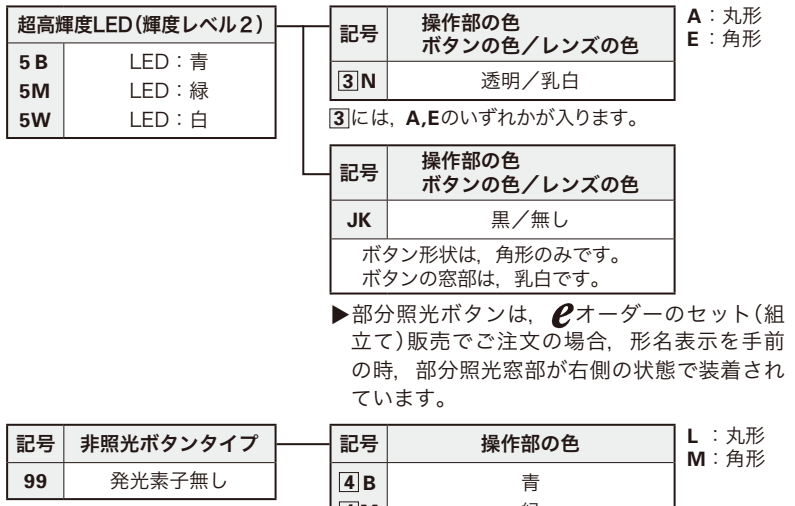 超高輝度LED(輝度レベル2)
5B LED:青
5M LED:緑
5W LED:白
記号 操作部の色
ボタンの色/レンズの色
3N 透明/乳白
A:丸形
E:角形
3には,A,Eのいずれかが入ります。
記号 操作部の色
ボタンの色/レンズの色
JK 黒/無し
ボタン形状は,角形のみです。
ボタンの窓部は,乳白です。
▶部分照光ボタンは,eオーダーのセット(組
立て)販売でご注文の場合,形名表示を手前
の時,部分照光窓部が右側の状態で装着され
ています。
記号 非照光ボタンタイプ
99 発光素子無し
記号 操作部の色
4B 青
L:丸形
M:角形